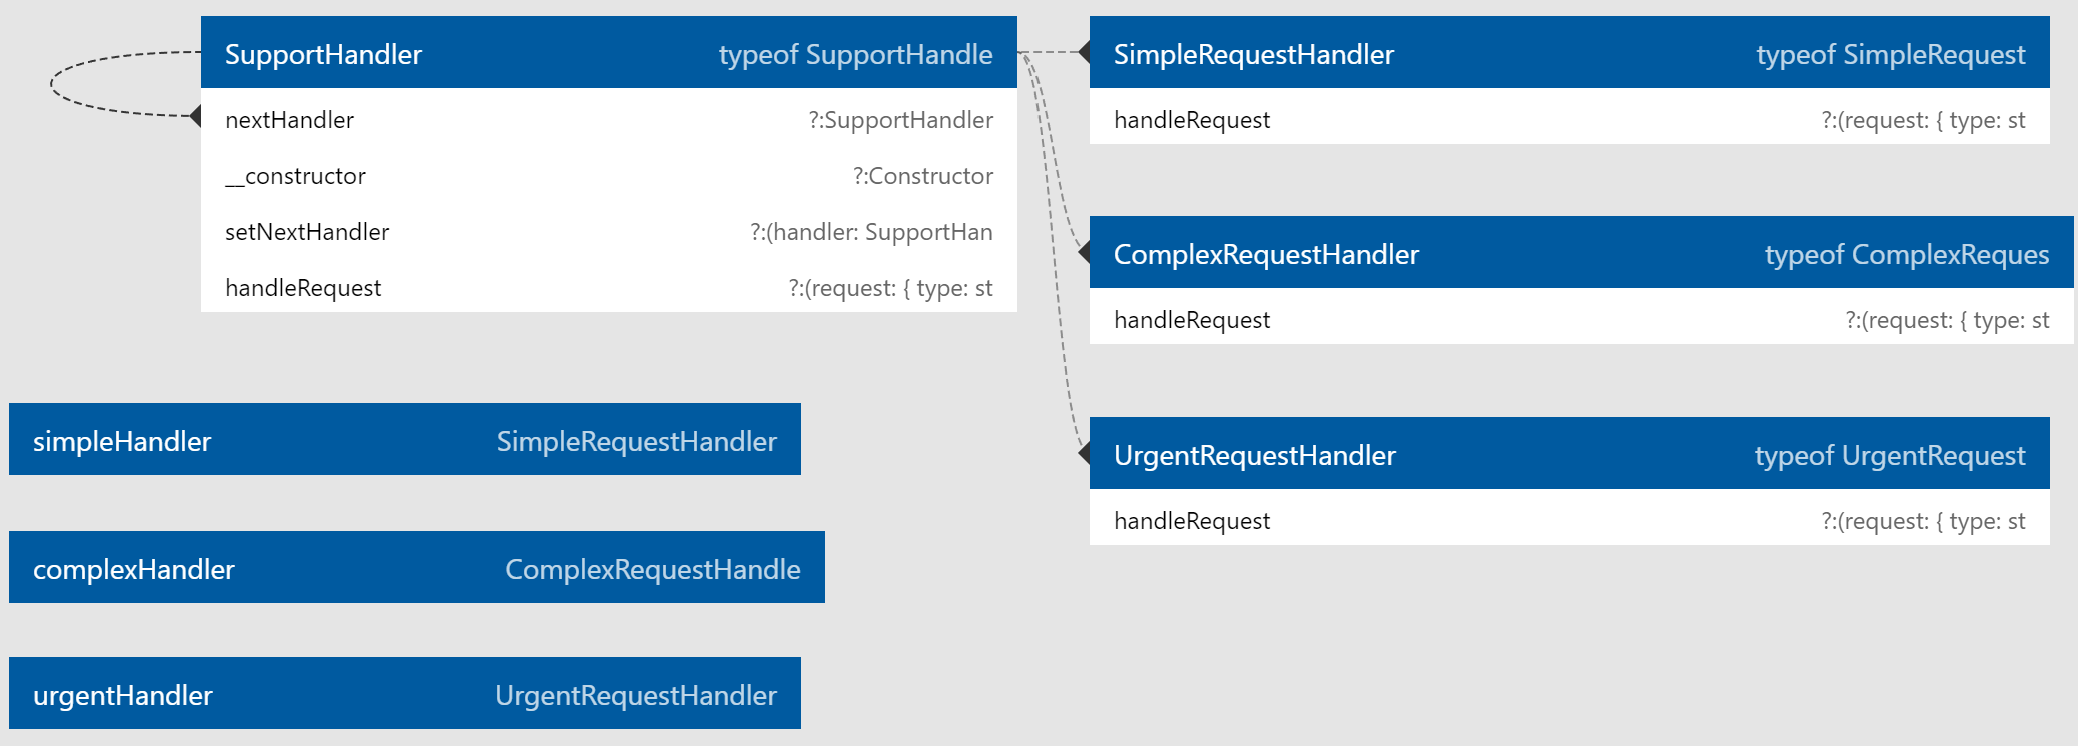 SupportHandler typeof SupportHandle
nextHandler ?:SupportHandler
__constructor ?:Constructor
setNextHandler ?:(handler: SupportHan
handleRequest ?:(request: { type: st
SimpleRequestHandler typeof SimpleRequest
handleRequest ?:(request: { type: st
ComplexRequestHandler typeof ComplexReques
handleRequest ?:(request: { type: st
UrgentRequestHandler typeof UrgentRequest
handleRequest ?:(request: { type: st
simpleHandler SimpleRequestHandler
complexHandler ComplexRequestHandle
urgentHandler UrgentRequestHandler